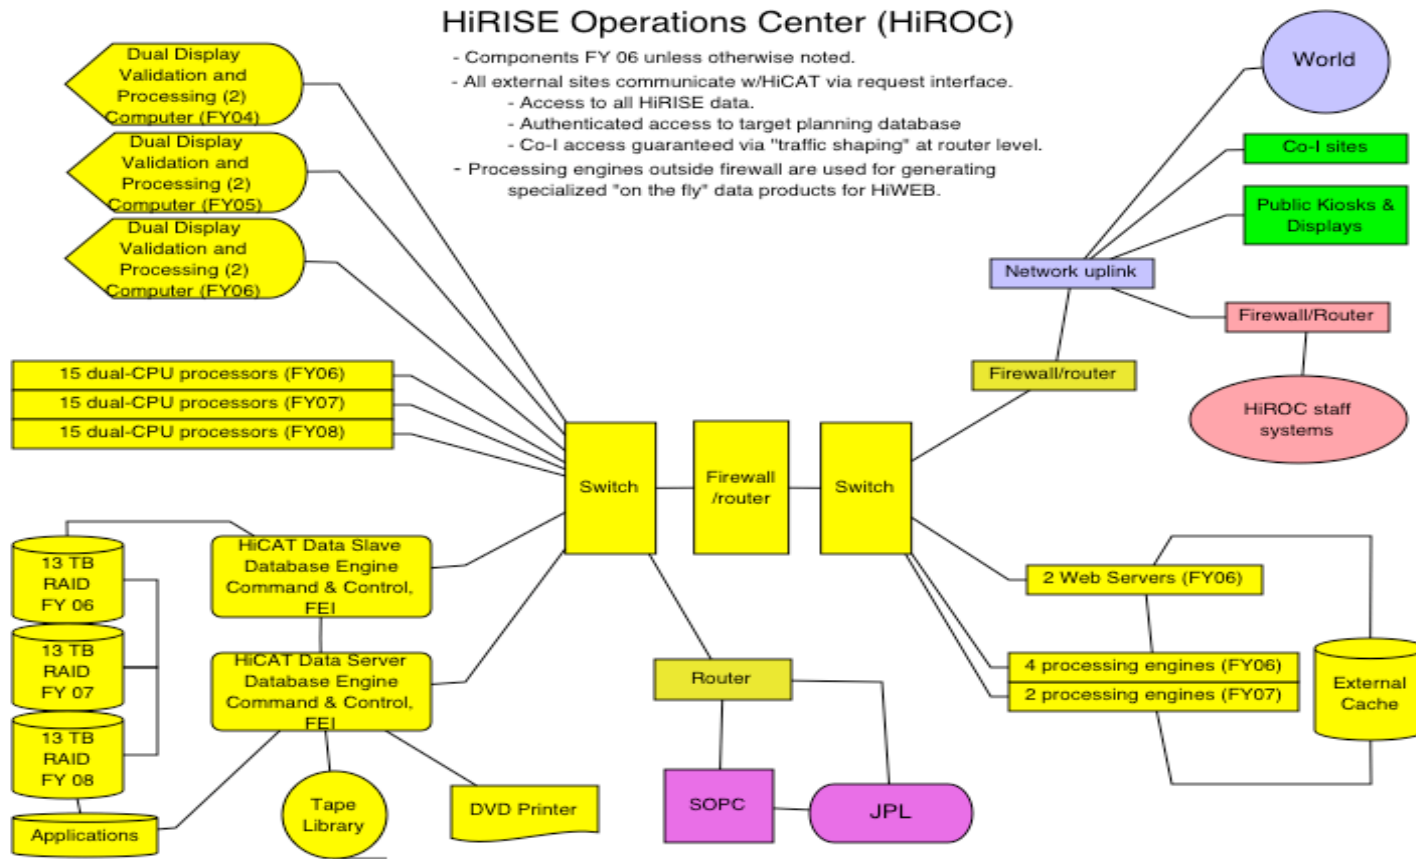 HiRISE Operations Center (HiROC)
- Components FY 06 unless otherwise noted.
- All external sites communicate w/HiCAT via request interface.
- Access to all HiRISE data.
- Authenticated access to target planning database
- Co-I access guaranteed via "traffic shaping" at router level.
- Processing engines outside firewall are used for generating
specialized "on the fly" data products for HiWEB.
Dual Display
Validation and
Processing (2)
Computer (FY04)
Dual Display
Validation and
Processing (2)
Computer (FY05)
Dual Display
Validation and
Processing (2)
Computer (FY06)
World
Co-I sites
Public Kiosks &
Displays
Network uplink
Firewall/Router
Firewall/router
HiROC staff
systems
15 dual-CPU processors (FY06)
15 dual-CPU processors (FY07)
15 dual-CPU processors (FY08)
Switch
Firewall
/router
Switch
13 TB
RAID
FY 06
13 TB
RAID
FY 07
13 TB
RAID
FY 08
Applications
HiCAT Data Slave
Database Engine
Command & Control,
FEI
HiCAT Data Server
Database Engine
Command & Control,
FEI
Tape
Library
DVD Printer
Router
SOPC
JPL
2 Web Servers (FY06)
4 processing engines (FY06)
2 processing engines (FY07)
External
Cache